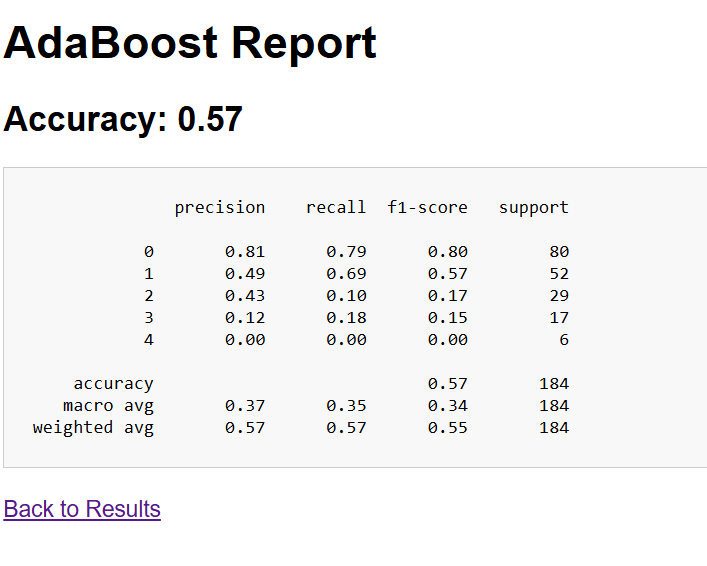 AdaBoost Report
Accuracy: 0.57
precision recall f1-score support
0 0.81 0.79 0.80 80
1 0.49 0.69 0.57 52
2 0.43 0.10 0.17 29
3 0.12 0.18 0.15 17
4 0.00 0.00 0.00 6
accuracy 0.57 184
macro avg 0.37 0.35 0.34 184
weighted avg 0.57 0.57 0.55 184
Back to Results